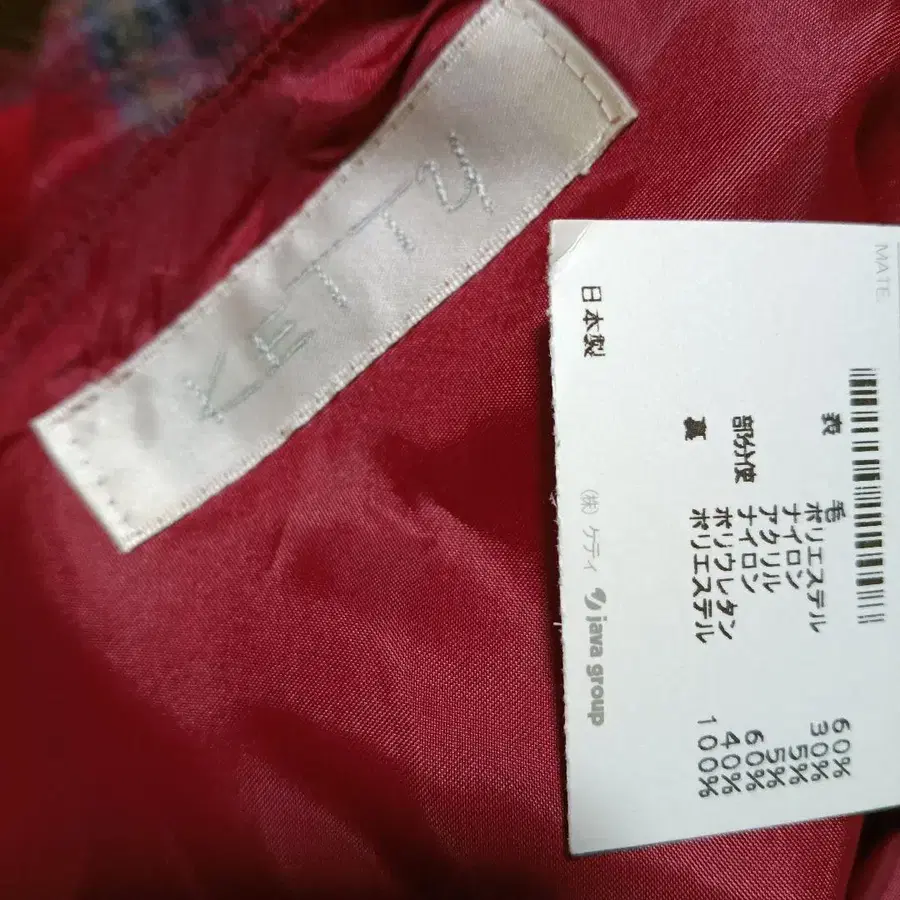 KETTY
MATE
表 毛 60%
ポリエステル 30%
ナイロン 5%
アクリル 5%
部分使 ナイロン 60%
ポリウレタン 40%
裏 ポリエステル 100%
日本製
(株) ケティ java group